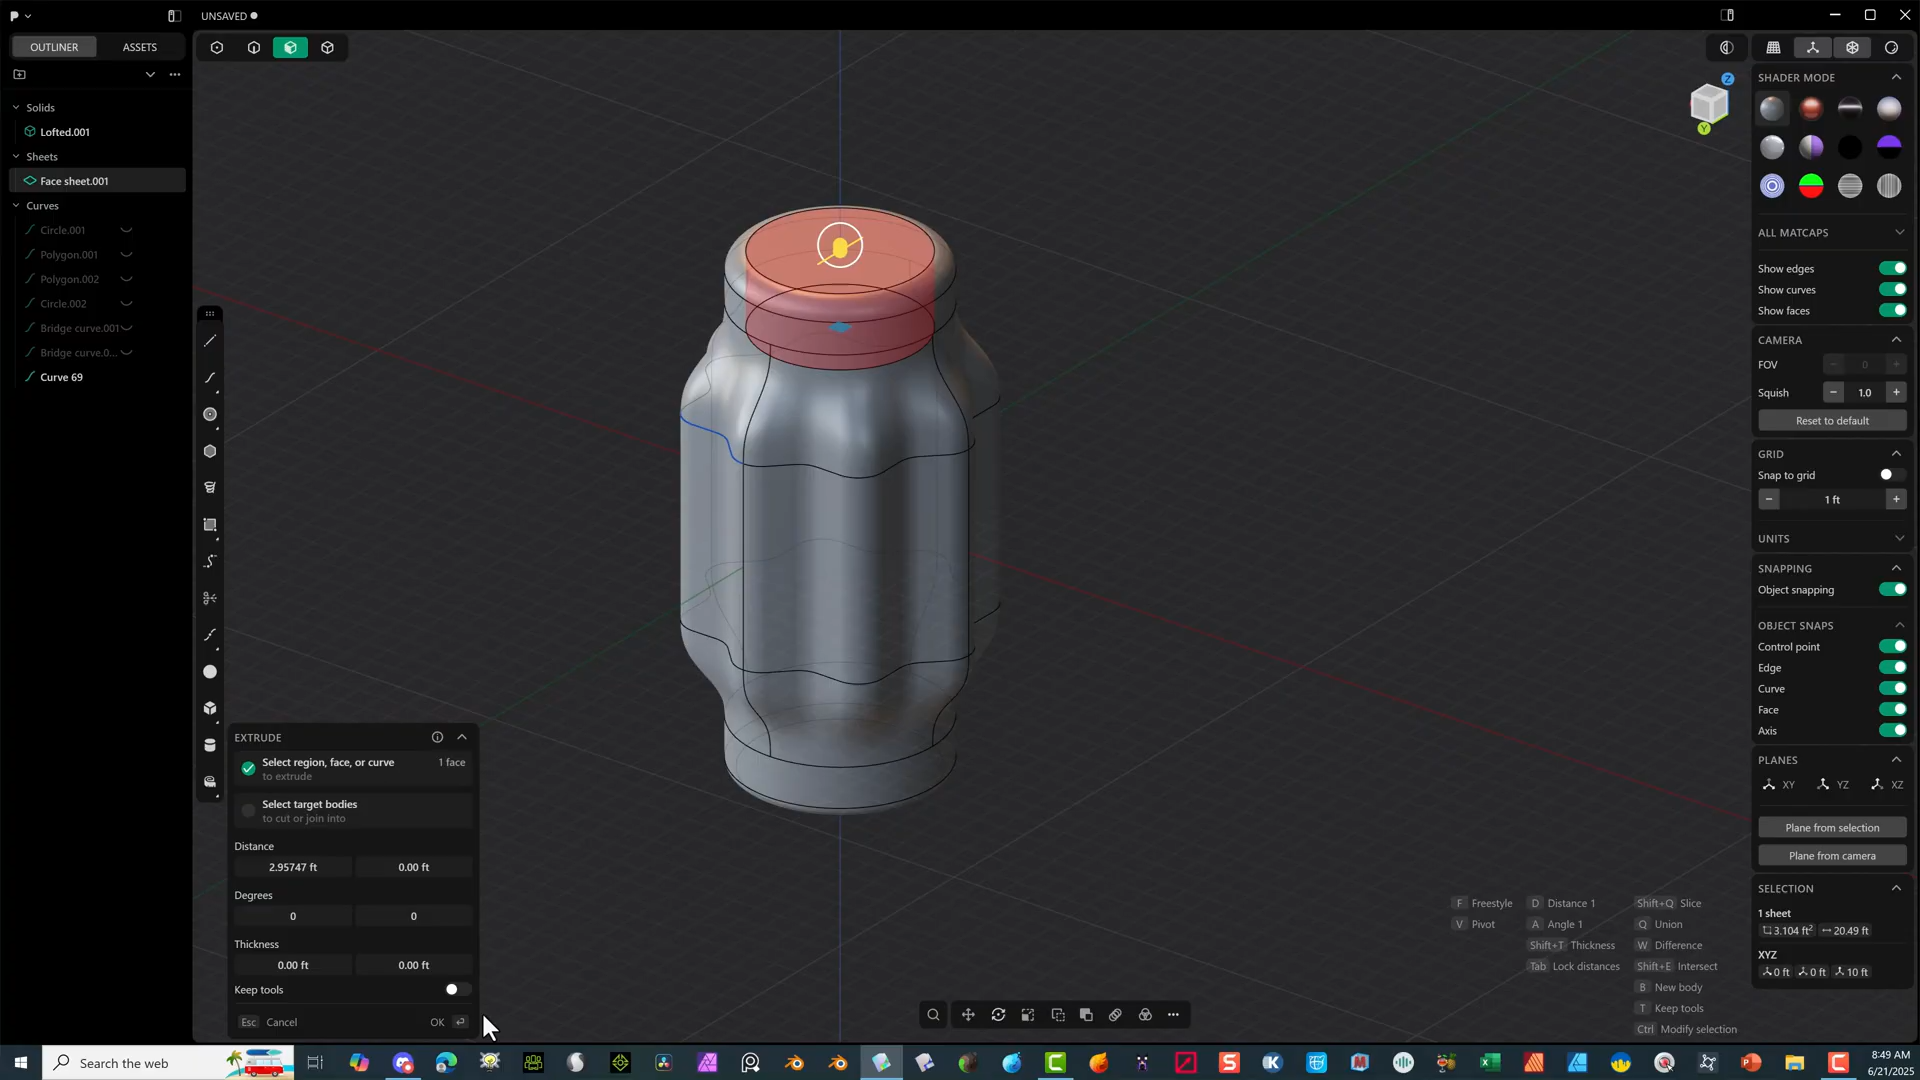 UNSAVED
OUTLINER
ASSETS
Solids
Lofted.001
Sheets
Face sheet.001
Curves
Circle.001
Polygon.001
Polygon.002
Circle.002
Bridge curve.001
Bridge curve.0...
Curve 69
Z
Y
EXTRUDE
Select region, face, or curve
1 face
to extrude
Select target bodies
to cut or join into
Distance
2.95747 ft
0.00 ft
Degrees
0
0
Thickness
0.00 ft
0.00 ft
Keep tools
Esc Cancel
OK
F Freestyle
D Distance 1
Shift+Q Slice
V Pivot
A Angle 1
Q Union
Shift+T Thickness
W Difference
Tab Lock distances
Shift+E Intersect
B New body
T Keep tools
Ctrl Modify selection
SHADER MODE
ALL MATCAPS
Show edges
Show curves
Show faces
CAMERA
FOV
0
Squish
1.0
Reset to default
GRID
Snap to grid
1 ft
UNITS
SNAPPING
Object snapping
OBJECT SNAPS
Control point
Edge
Curve
Face
Axis
PLANES
XY
YZ
XZ
Plane from selection
Plane from camera
SELECTION
1 sheet
3.104 ft²
20.49 ft
XYZ
0 ft
0 ft
10 ft
Search the web
8:49 AM
6/21/2025